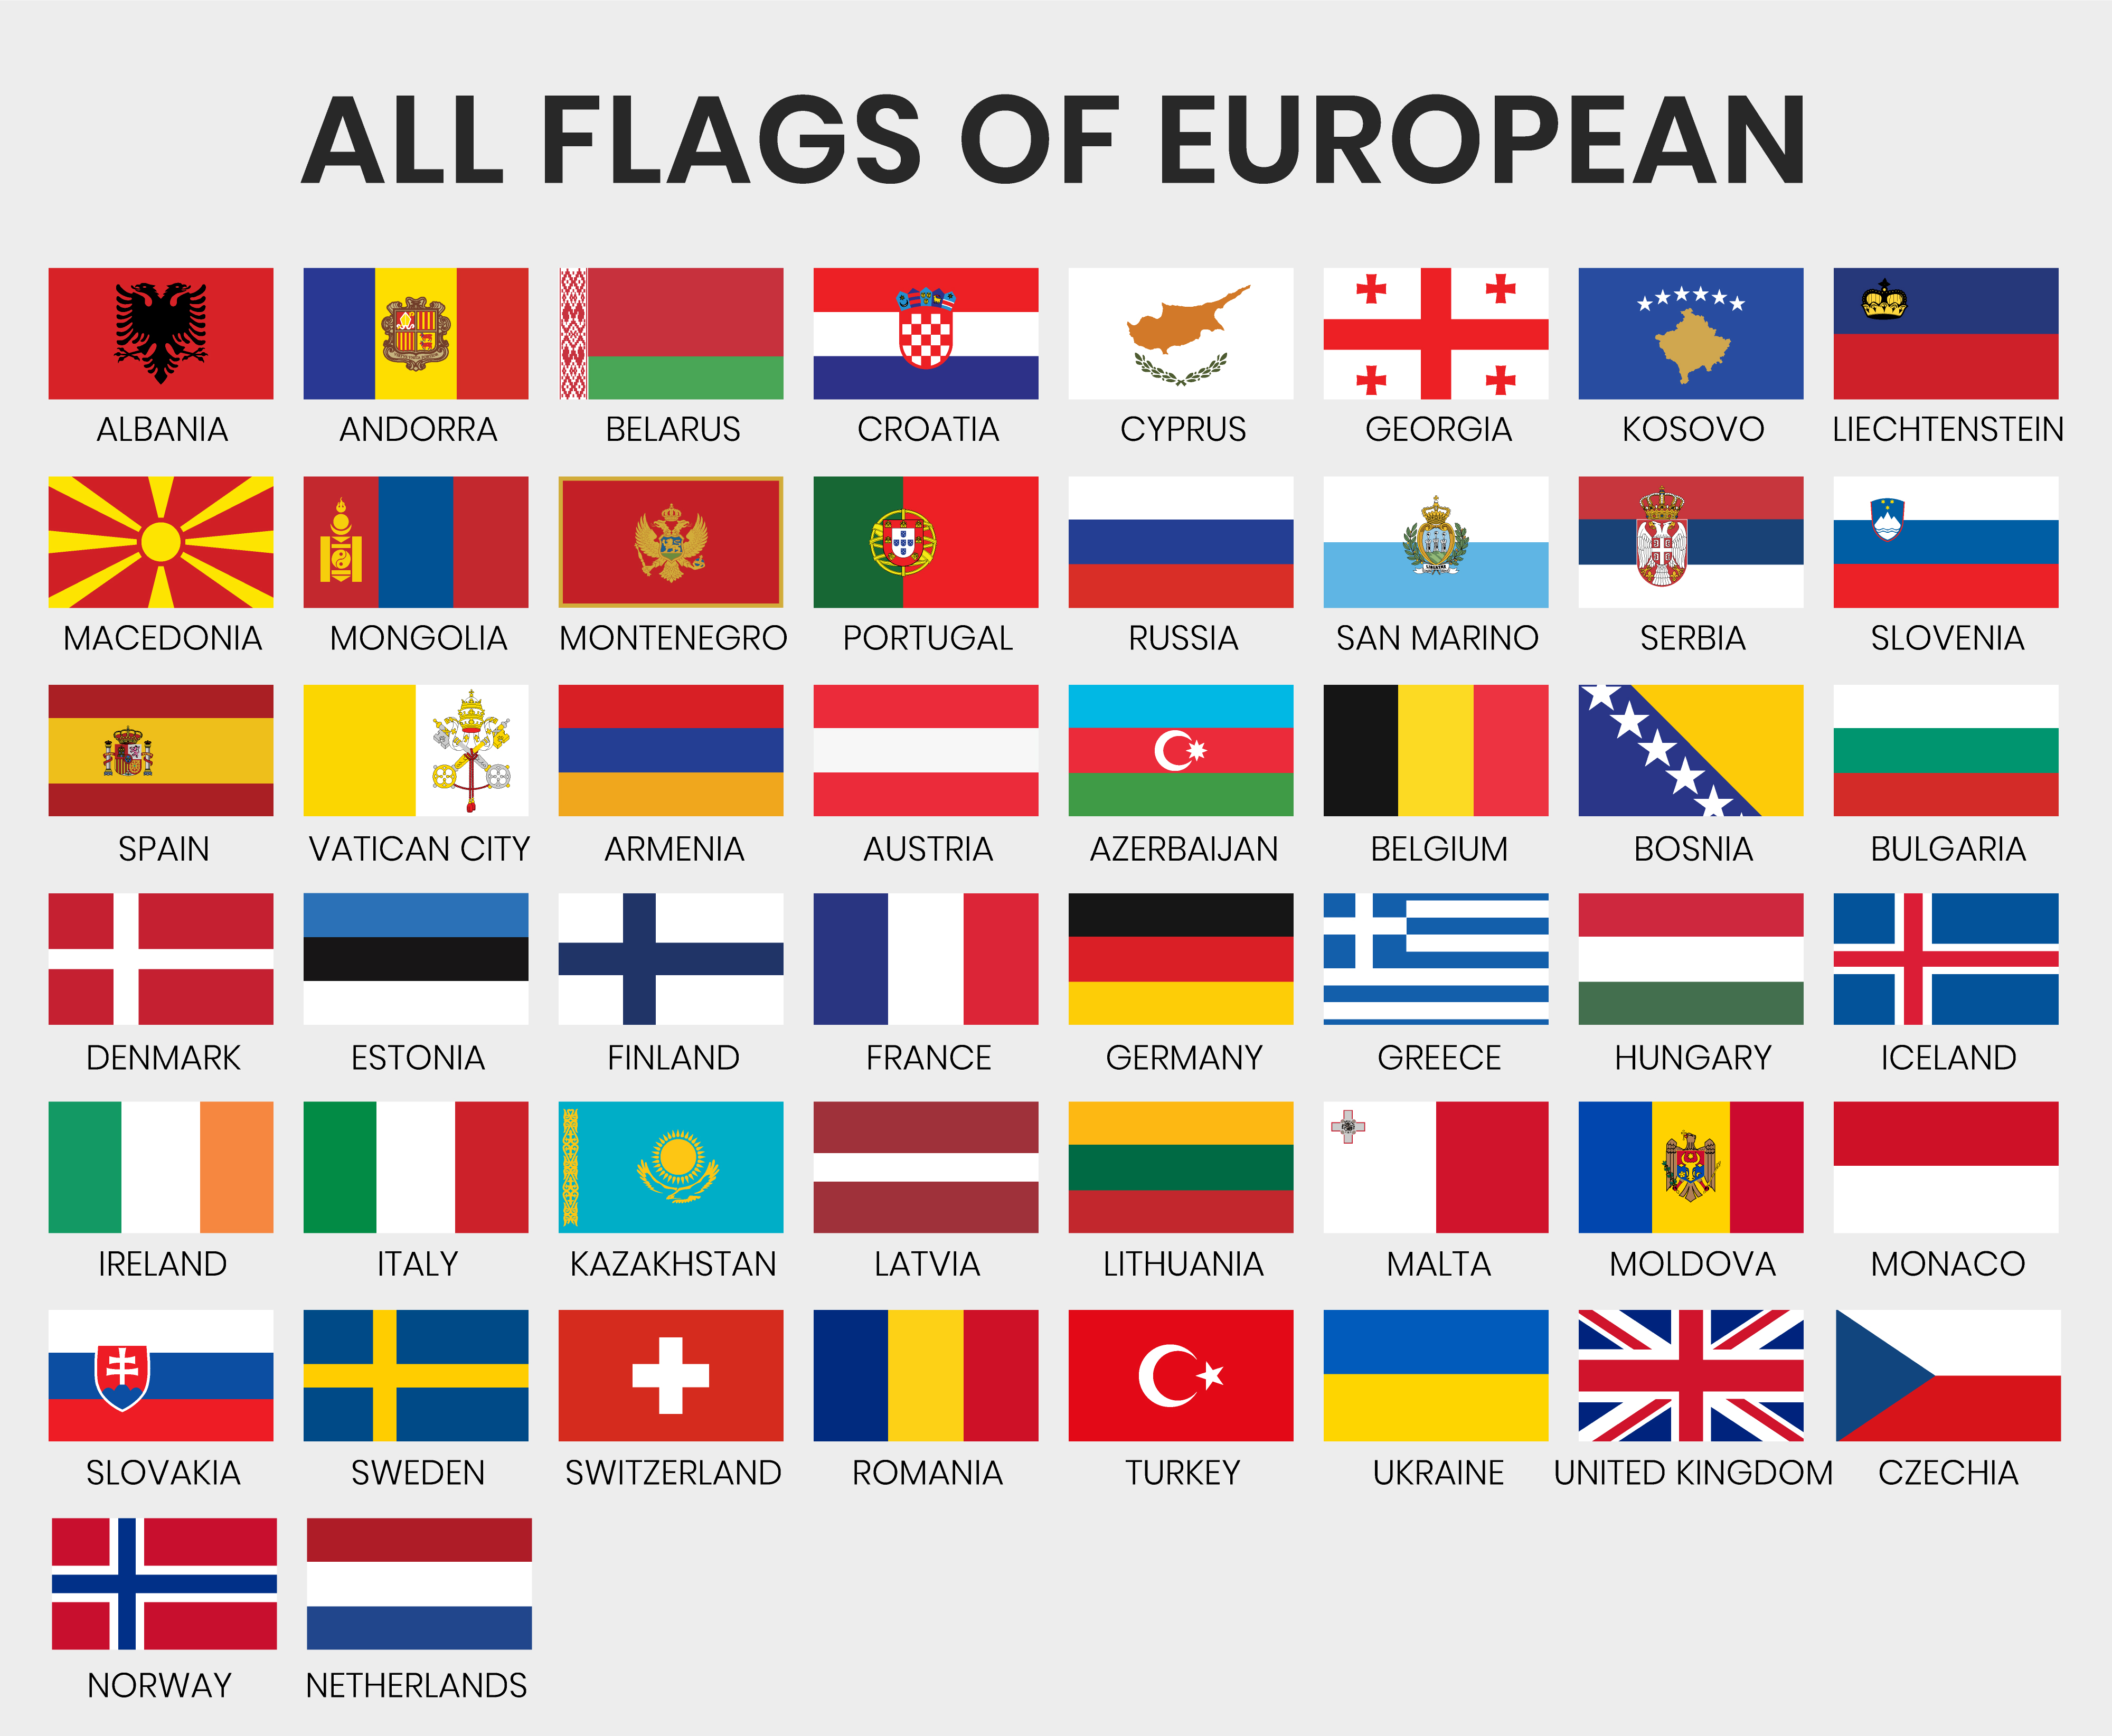 ALL FLAGS OF EUROPEAN
ALBANIA ANDORRA BELARUS CROATIA CYPRUS GEORGIA KOSOVO LIECHTENSTEIN
MACEDONIA MONGOLIA MONTENEGRO PORTUGAL RUSSIA SAN MARINO SERBIA SLOVENIA
SPAIN VATICAN CITY ARMENIA AUSTRIA AZERBAIJAN BELGIUM BOSNIA BULGARIA
DENMARK ESTONIA FINLAND FRANCE GERMANY GREECE HUNGARY ICELAND
IRELAND ITALY KAZAKHSTAN LATVIA LITHUANIA MALTA MOLDOVA MONACO
SLOVAKIA SWEDEN SWITZERLAND ROMANIA TURKEY UKRAINE UNITED KINGDOM CZECHIA
NORWAY NETHERLANDS